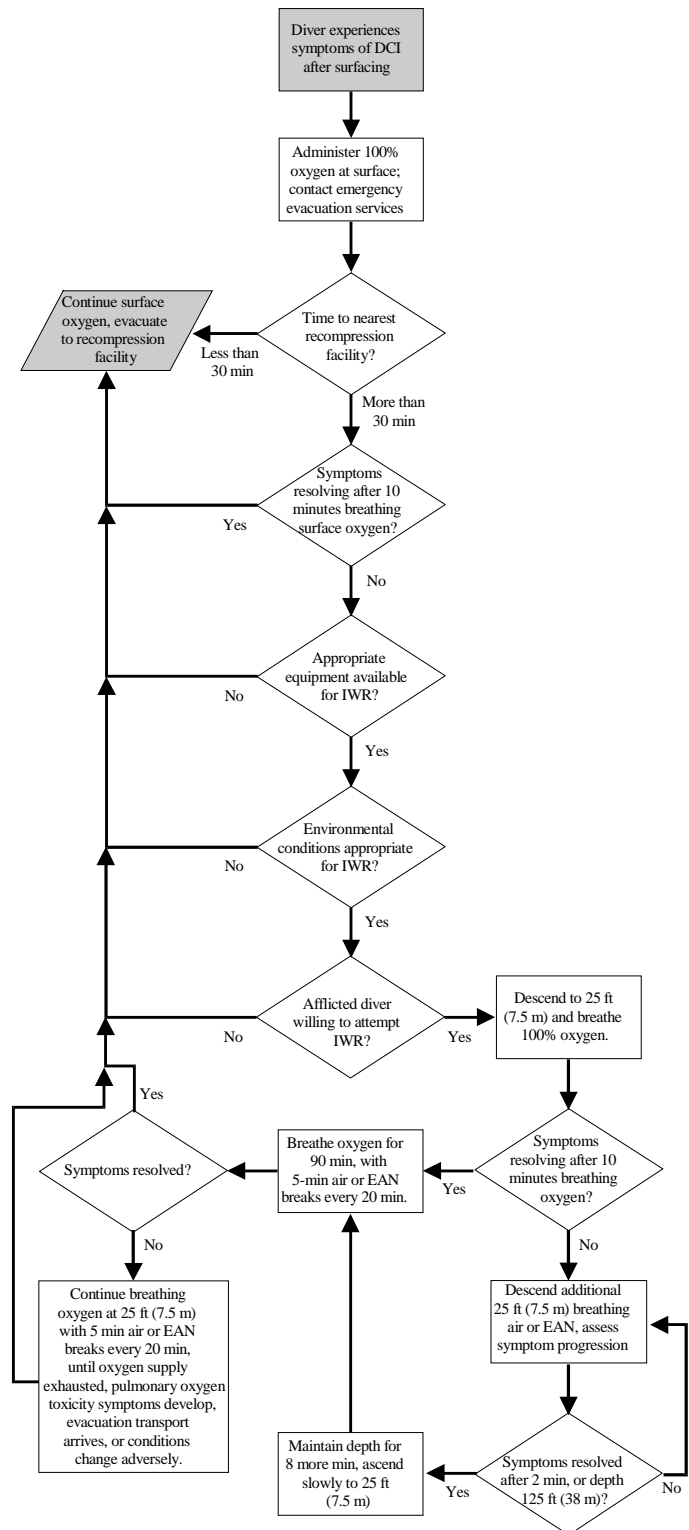 Diver experiences
symptoms of DCI
after surfacing
Administer 100%
oxygen at surface;
contact emergency
evacuation services
Continue surface
oxygen, evacuate
to recompression
facility
Time to nearest
recompression
facility?
Less than
30 min
More than
30 min
Symptoms
resolving after 10
minutes breathing
surface oxygen?
Yes
No
Appropriate
equipment available
for IWR?
No
Yes
Environmental
conditions appropriate
for IWR?
No
Yes
Afflicted diver
willing to attempt
IWR?
No
Yes
Descend to 25 ft
(7.5 m) and breathe
100% oxygen.
Symptoms
resolving after 10
minutes breathing
oxygen?
Yes
No
Breathe oxygen for
90 min, with
5-min air or EAN
breaks every 20 min.
Symptoms resolved?
Yes
No
Continue breathing
oxygen at 25 ft (7.5 m)
with 5 min air or EAN
breaks every 20 min,
until oxygen supply
exhausted, pulmonary oxygen
toxicity symptoms develop,
evacuation transport
arrives, or conditions
change adversely.
Descend additional
25 ft (7.5 m) breathing
air or EAN, assess
symptom progression
Symptoms resolved
after 2 min, or depth
125 ft (38 m)?
No
Yes
Maintain depth for
8 more min, ascend
slowly to 25 ft
(7.5 m)